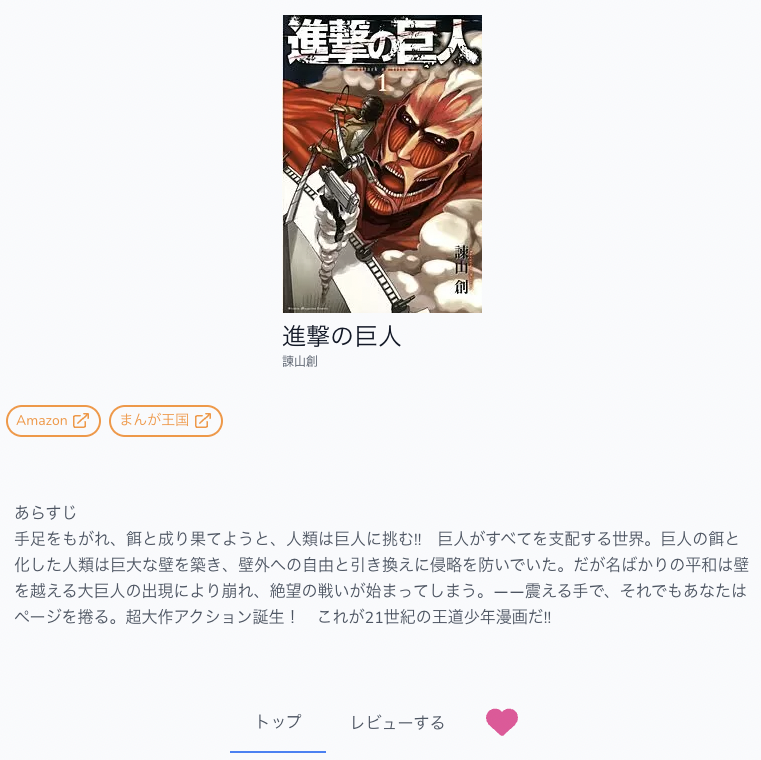 進撃の巨人
1
諫山創
進撃の巨人
諫山創
Amazon
まんが王国
あらすじ
手足をもがれ、餌と成り果てようと、人類は巨人に挑む!!　巨人がすべてを支配する世界。巨人の餌と
化した人類は巨大な壁を築き、壁外への自由と引き換えに侵略を防いでいた。だが名ばかりの平和は壁
を越える大巨人の出現により崩れ、絶望の戦いが始まってしまう。——震える手で、それでもあなたは
ページを捲る。超大作アクション誕生！　これが21世紀の王道少年漫画だ!!
トップ
レビューする